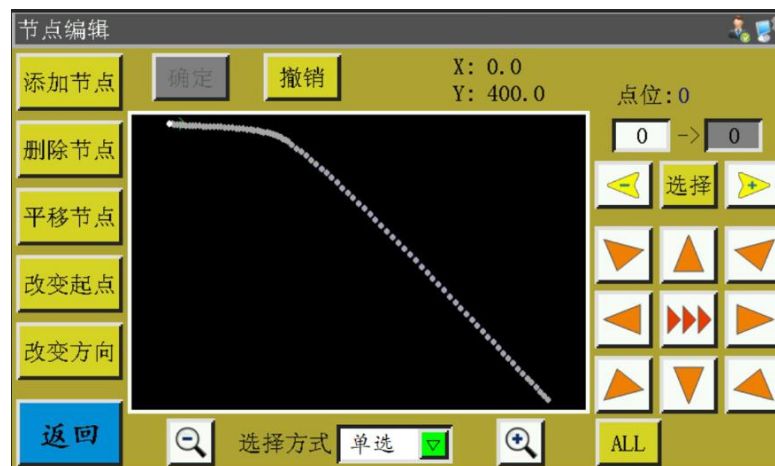 节点编辑
添加节点
确定
撤销
X: 0.0
Y: 400.0
点位:0
删除节点
0
->
0
选择
平移节点
改变起点
改变方向
返回
选择方式
单选
ALL